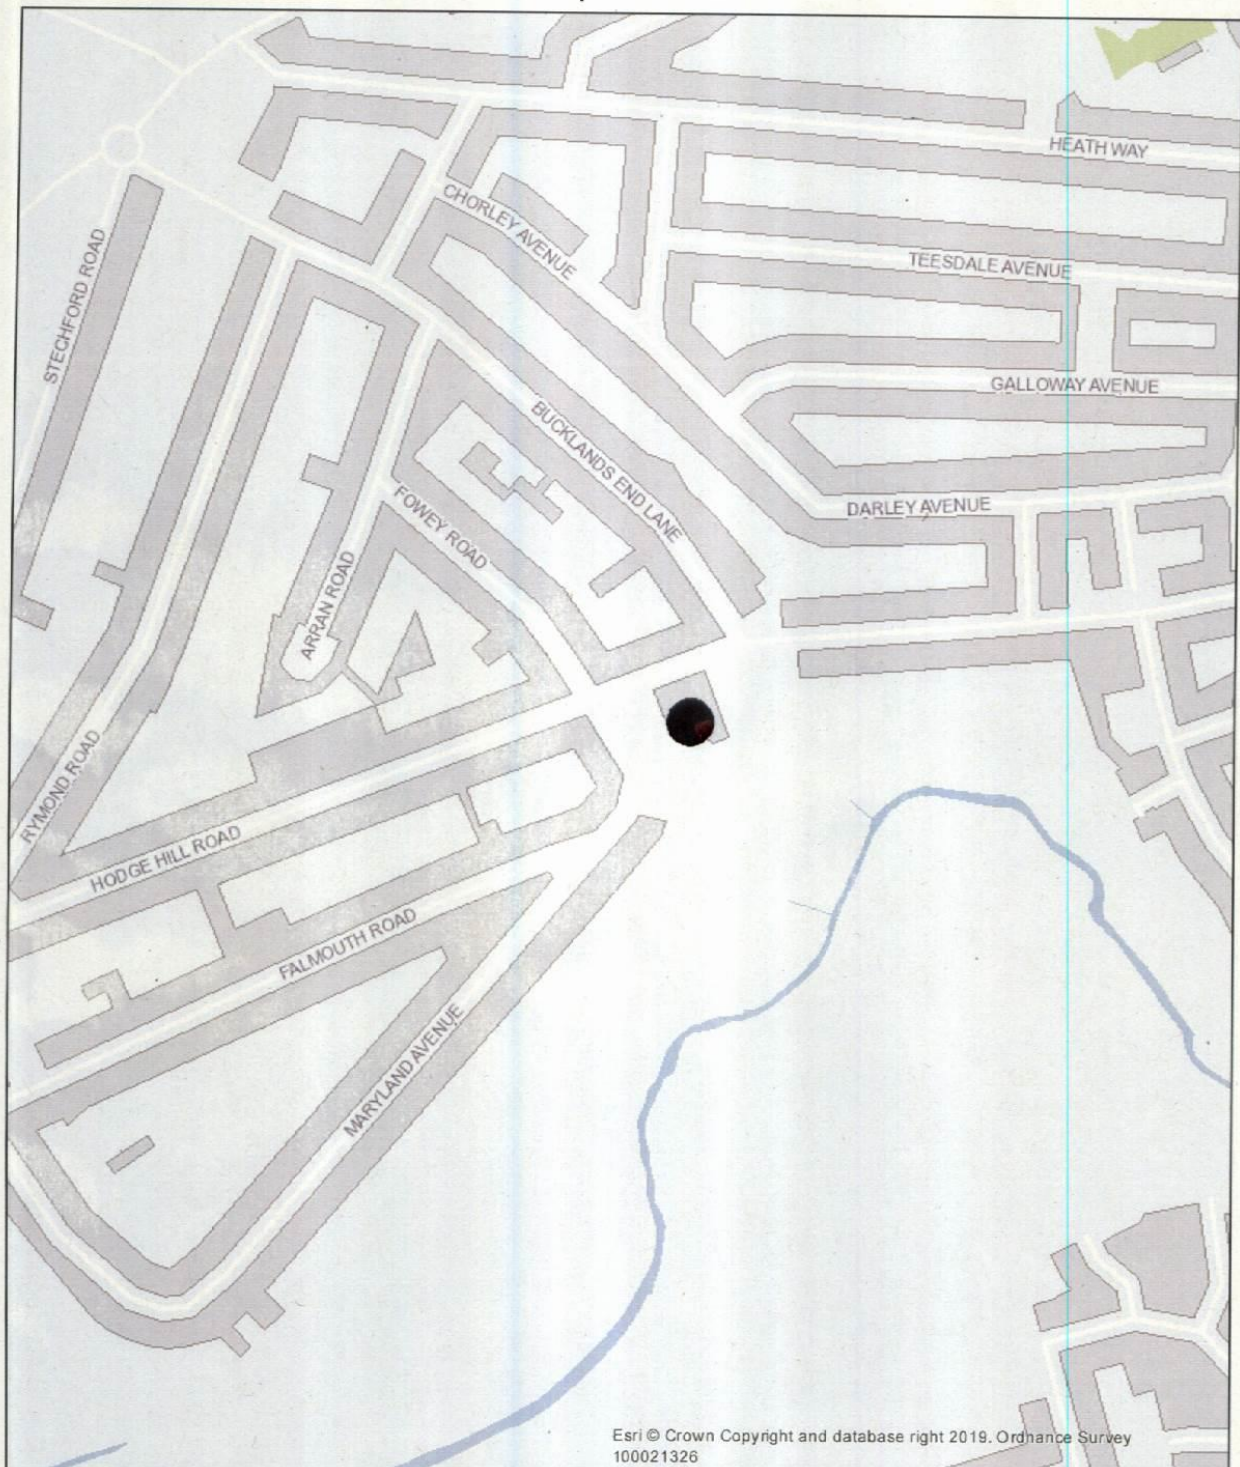 HEATH WAY
CHORLEY AVENUE
TEESDALE AVENUE
STECHFORD ROAD
GALLOWAY AVENUE
BUCKLANDS END LANE
DARLEY AVENUE
FOWEY ROAD
ARRAN ROAD
RYMOND ROAD
HODGE HILL ROAD
FALMOUTH ROAD
MARYLAND AVENUE
Esri © Crown Copyright and database right 2019. Ordnance Survey
100021326